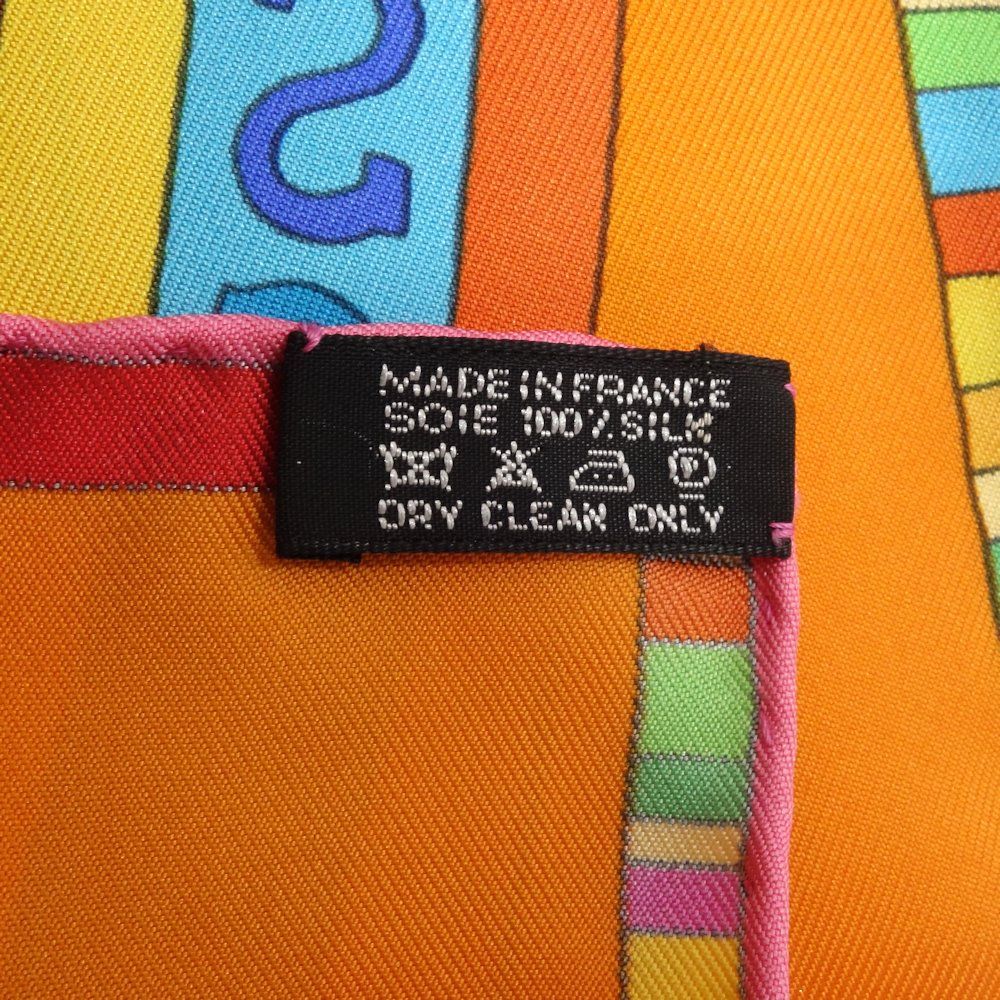 MADE IN FRANCE
SOIE 100% SILK
DRY CLEAN ONLY